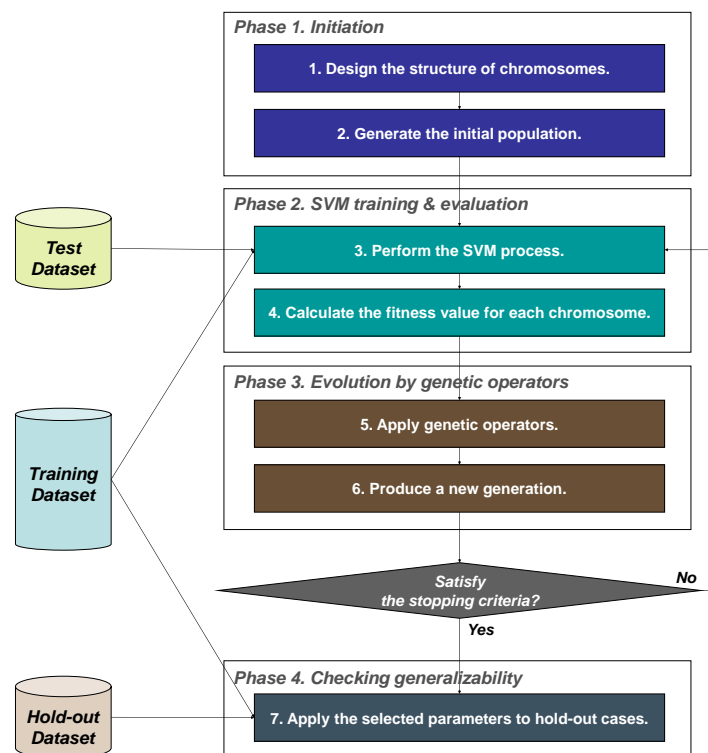 Phase 1. Initiation
1. Design the structure of chromosomes.
2. Generate the initial population.
Phase 2. SVM training & evaluation
Test
Dataset
3. Perform the SVM process.
4. Calculate the fitness value for each chromosome.
Phase 3. Evolution by genetic operators
5. Apply genetic operators.
Training
Dataset
6. Produce a new generation.
Satisfy
the stopping criteria?
No
Yes
Phase 4. Checking generalizability
Hold-out
Dataset
7. Apply the selected parameters to hold-out cases.